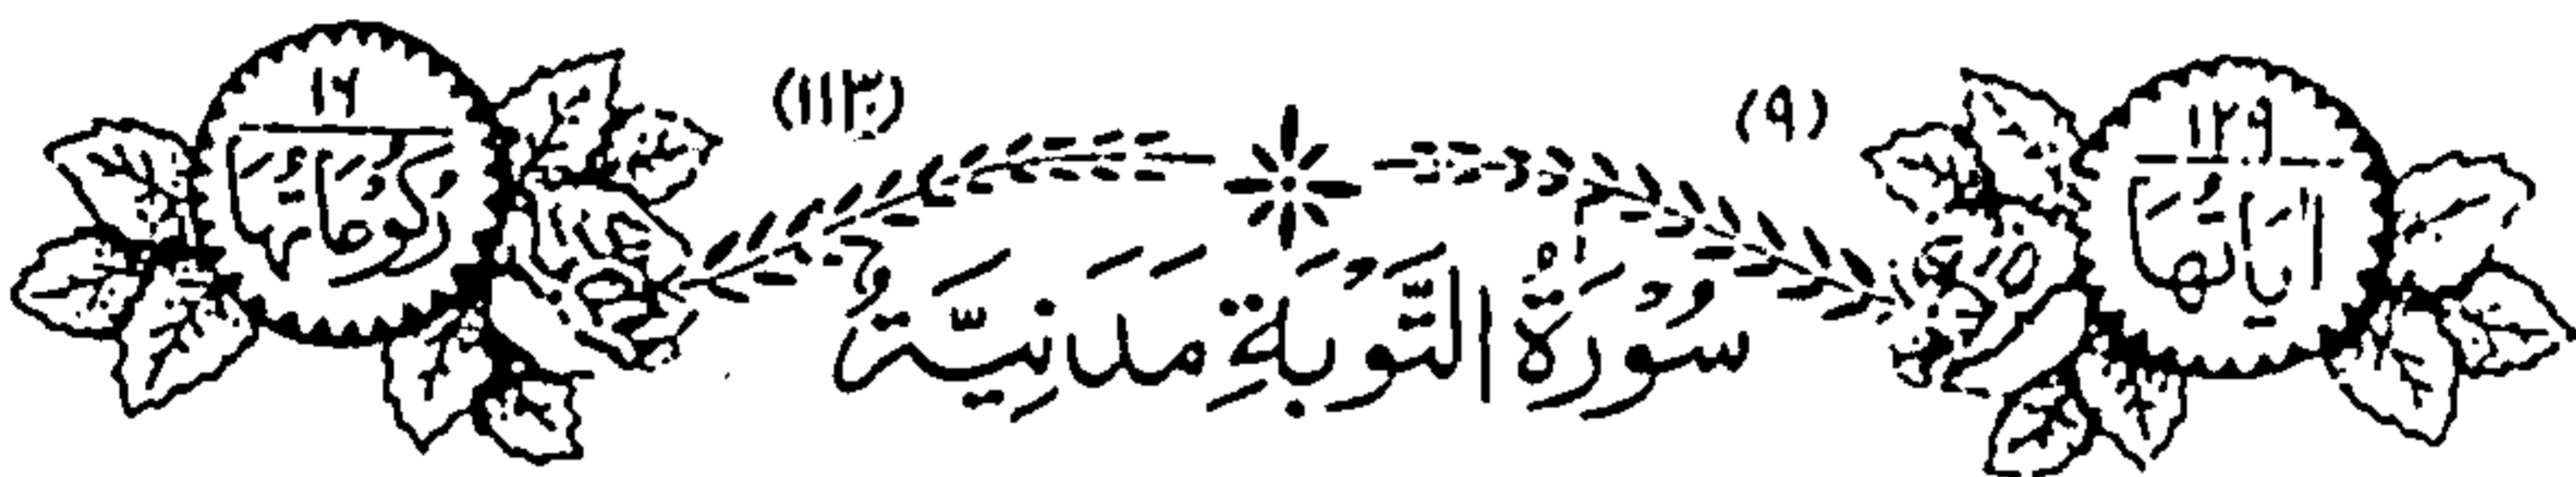 اٰیَاتُهَا ١٢٩
(٩)
سُوْرَةُ التَّوْبَةِ مَدَنِيَّةٌ
(١١٣)
رُكُوْعَاتُهَا ١٦